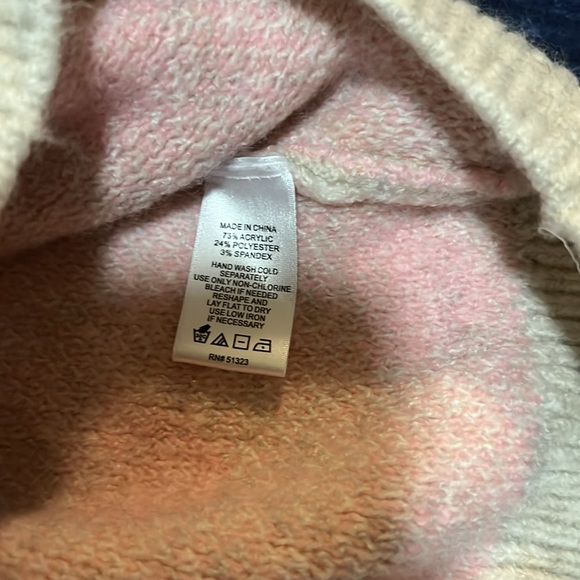 MADE IN CHINA
73% ACRYLIC
24% POLYESTER
3% SPANDEX
HAND WASH COLD
SEPARATELY
USE ONLY NON-CHLORINE
BLEACH IF NEEDED
RESHAPE AND
LAY FLAT TO DRY
USE LOW IRON
IF NECESSARY
RN# 51323